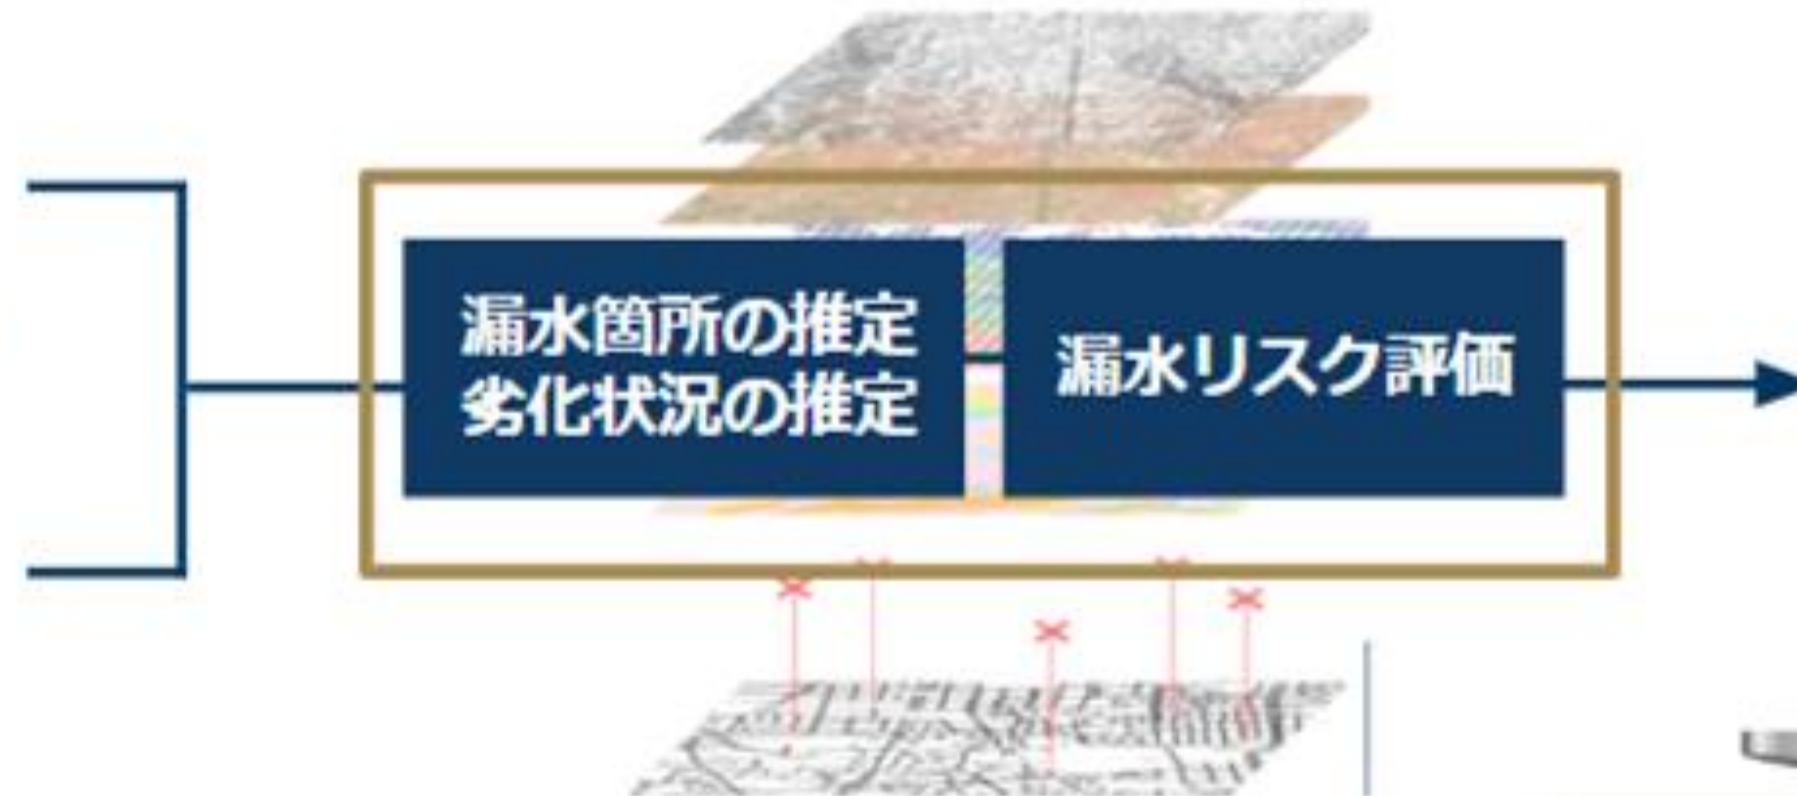 漏水箇所の推定
劣化状況の推定
漏水リスク評価